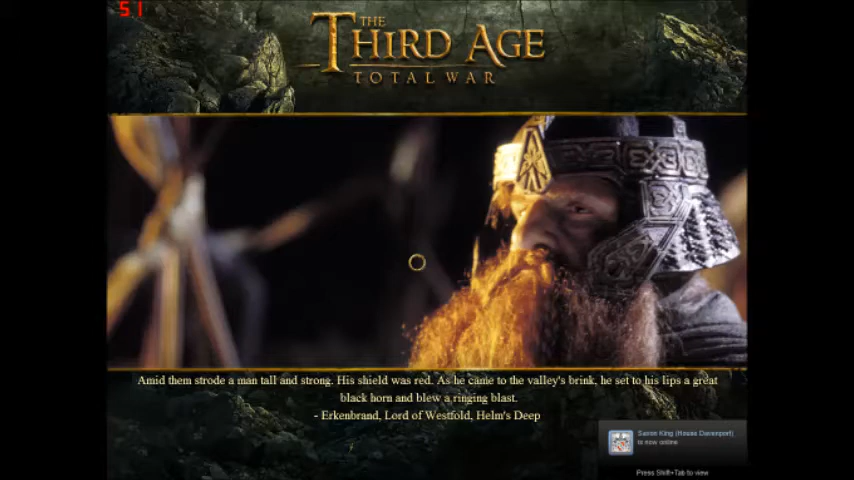 51
THE
THIRD AGE
TOTAL WAR
Amid them strode a man tall and strong. His shield was red. As he came to the valley's brink, he set to his lips a great
black horn and blew a ringing blast.
- Erkenbrand, Lord of Westfold, Helm's Deep
King (House Davenport)
is now online
Press Shift+Tab to view